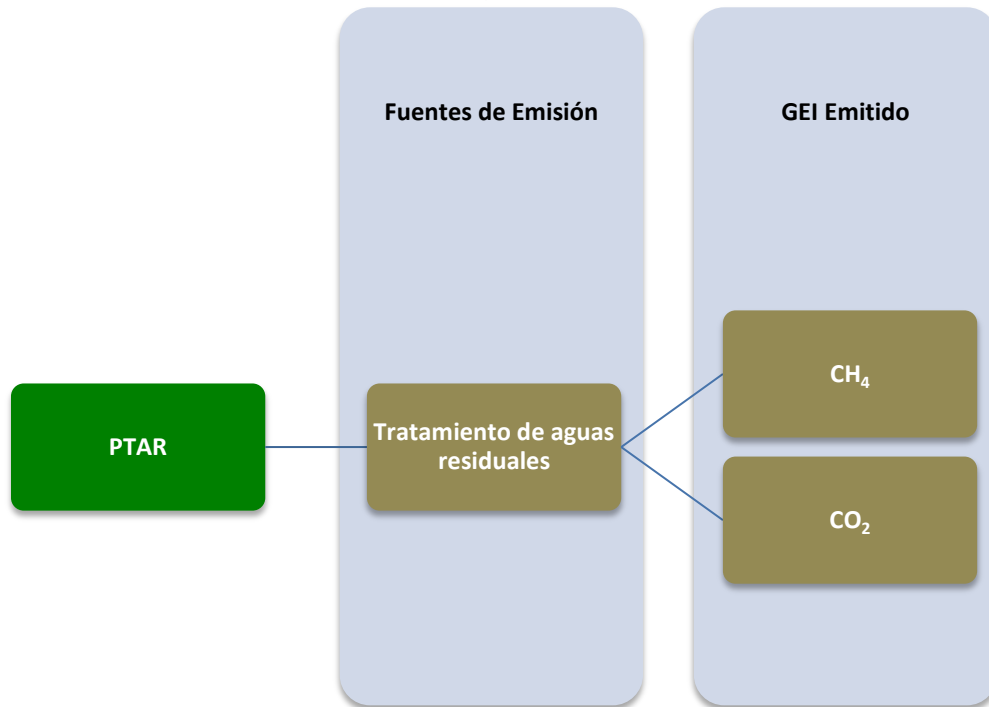 Fuentes de Emisión
GEI Emitido
PTAR
Tratamiento de aguas
residuales
CH₄
CO₂